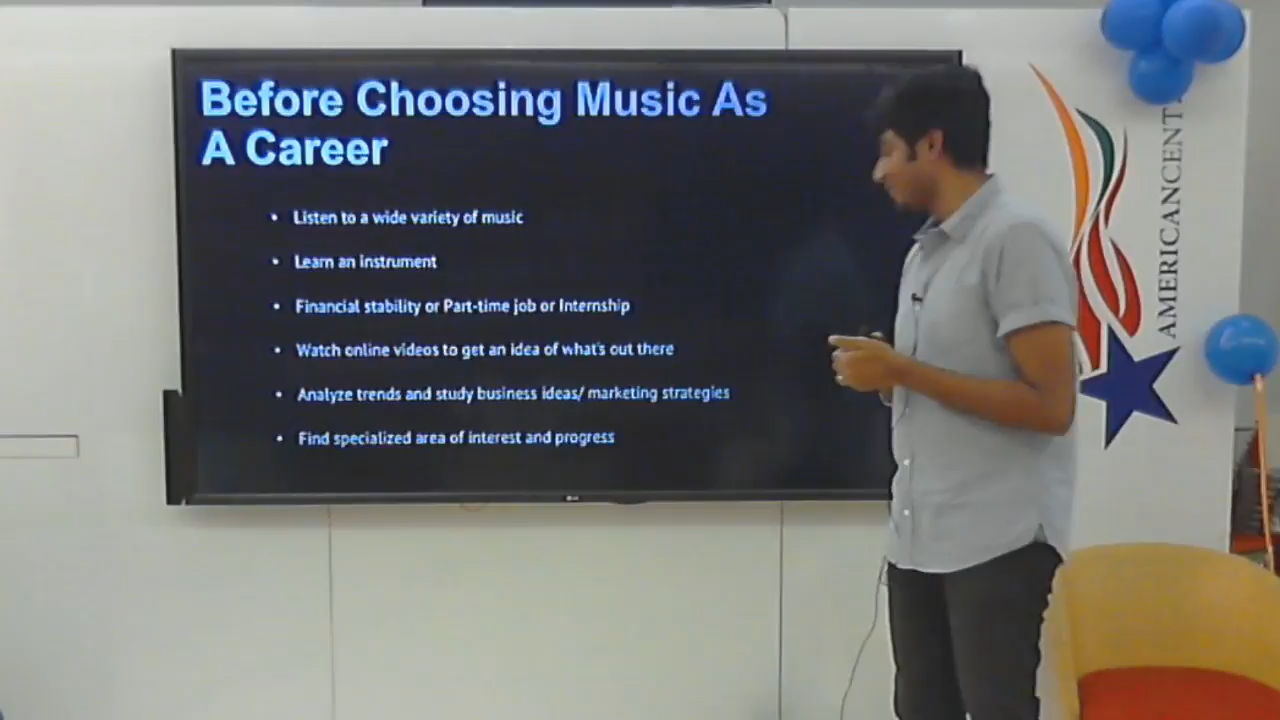 Before Choosing Music As
A Career
• Listen to a wide variety of music
• Learn an instrument
• Financial stability or Part-time job or Internship
• Watch online videos to get an idea of what's out there
• Analyze trends and study business ideas/ marketing strategies
• Find specialized area of interest and progress
LG